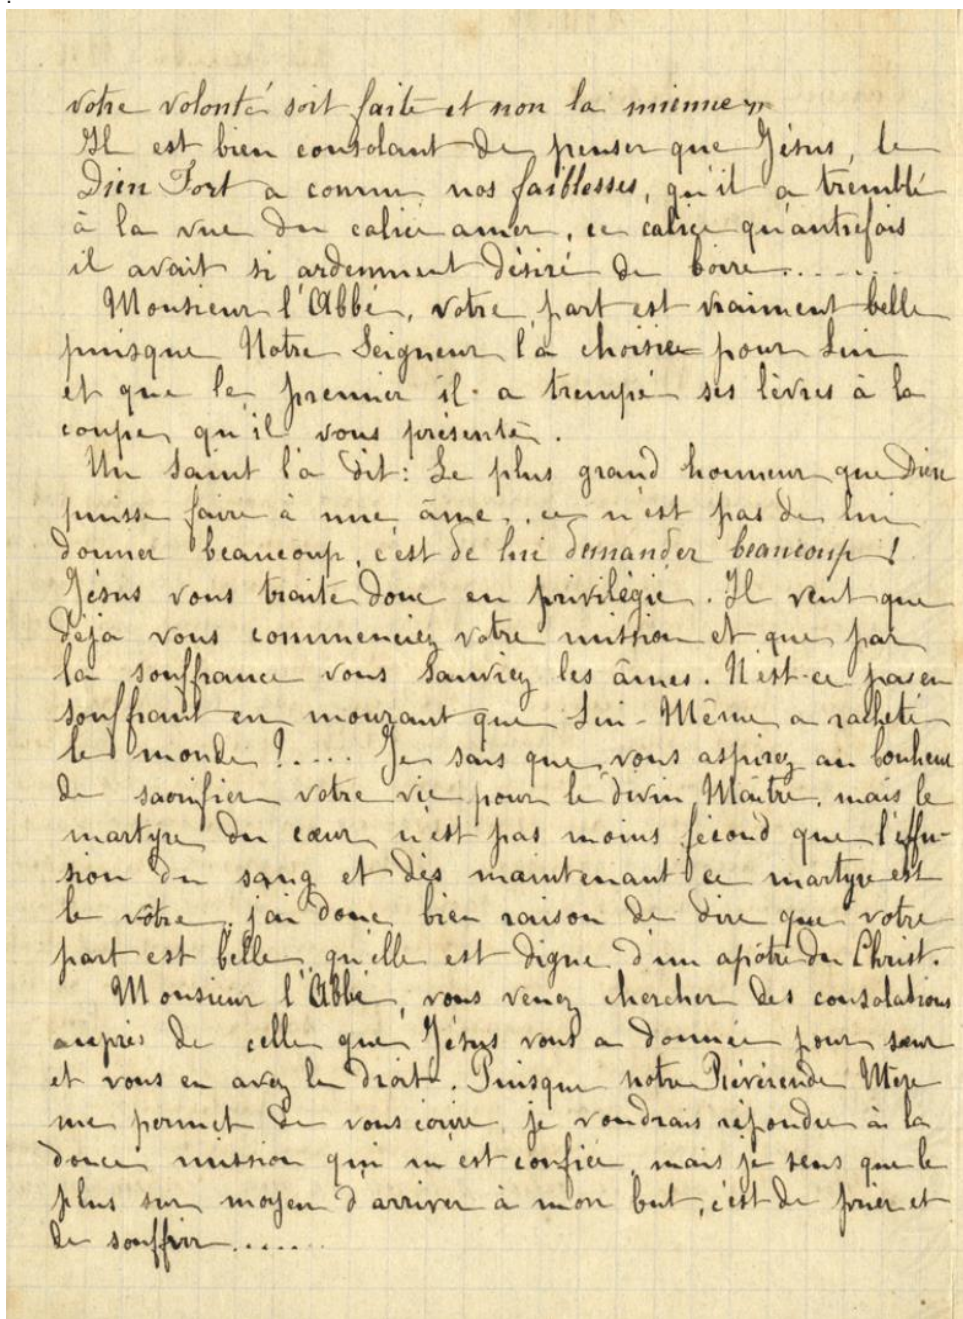 votre volonté soit faite et non la mienne »
Il est bien consolant de penser que Jésus, le
Dieu Fort a connu nos faiblesses, qu'il a tremblé
à la vue du calice amer, ce calice qu'autrefois
il avait si ardemment désiré de boire.......
Monsieur l'Abbé, votre part est vraiment belle
puisque Notre Seigneur l'a choisie pour Lui
et que le premier il a trempé ses lèvres à la
coupe qu'il vous présente.
Un Saint l'a dit: Le plus grand honneur que Dieu
puisse faire à une âme, ce n'est pas de lui
donner beaucoup, c'est de lui demander beaucoup!
Jésus vous traite donc en privilégié. Il veut que
déjà vous commenciez votre mission et que par
la souffrance vous sauviez les âmes. N'est-ce pas en
souffrant en mourant que Lui-Même a racheté
le monde?.... Je sais que vous aspirez au bonheur
de sacrifier votre vie pour le divin Maître, mais le
martyre du cœur n'est pas moins fécond que l'effu-
sion du sang et dès maintenant ce martyre est
le vôtre, j'ai donc bien raison de dire que votre
part est belle, qu'elle est digne d'un apôtre du Christ.
Monsieur l'Abbé, vous venez chercher des consolations
auprès de celle que Jésus vous a donnée pour sœur
et vous en avez le droit. Puisque notre Révérende Mère
me permet de vous écrire, je voudrais répondre à la
douce mission qui m'est confiée, mais je sens que le
plus sur moyen d'arriver à mon but, c'est de prier et
de souffrir......